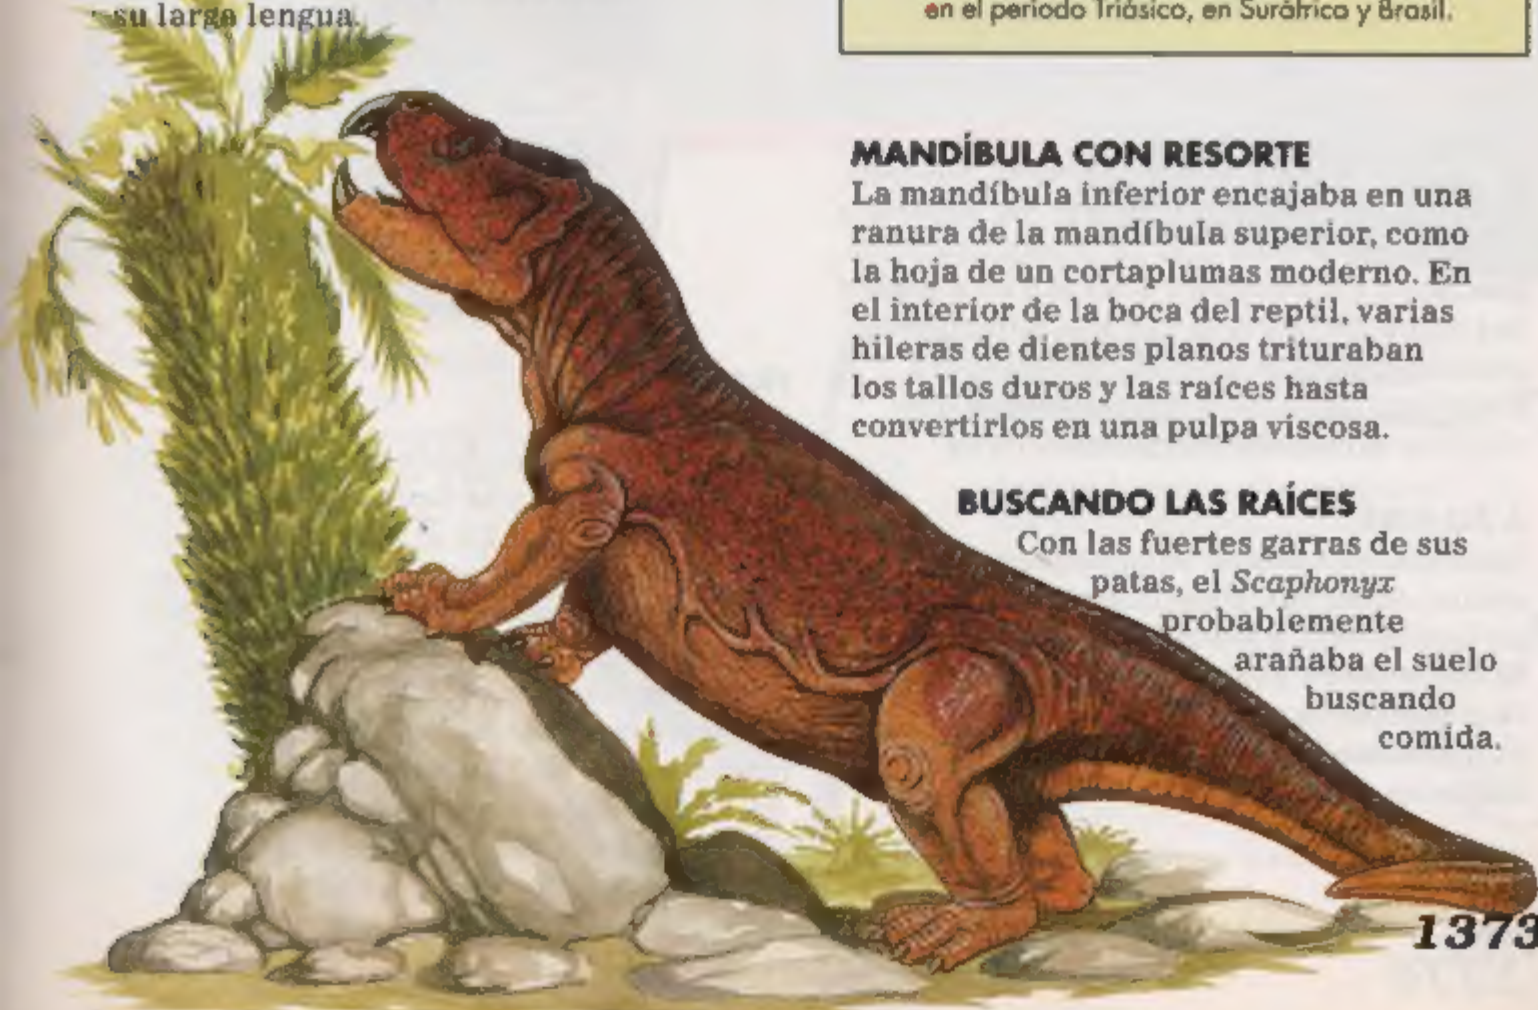 su larga lengua.
en el periodo Triásico, en Suráfrica y Brasil.
MANDÍBULA CON RESORTE
La mandíbula inferior encajaba en una
ranura de la mandíbula superior, como
la hoja de un cortaplumas moderno. En
el interior de la boca del reptil, varias
hileras de dientes planos trituraban
los tallos duros y las raíces hasta
convertirlos en una pulpa viscosa.
BUSCANDO LAS RAÍCES
Con las fuertes garras de sus
patas, el Scaphonyx
probablemente
arañaba el suelo
buscando
comida.
1373